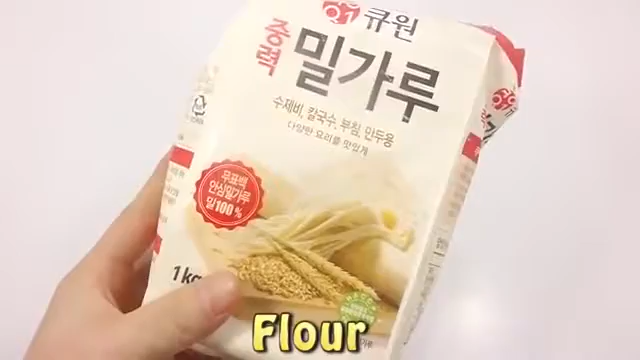 Q1 큐원
중력
밀가루
수제비, 칼국수, 부침, 만두용
다양한 요리를 맛있게
무표백
안심밀가루
밀100%
1kg
Flour